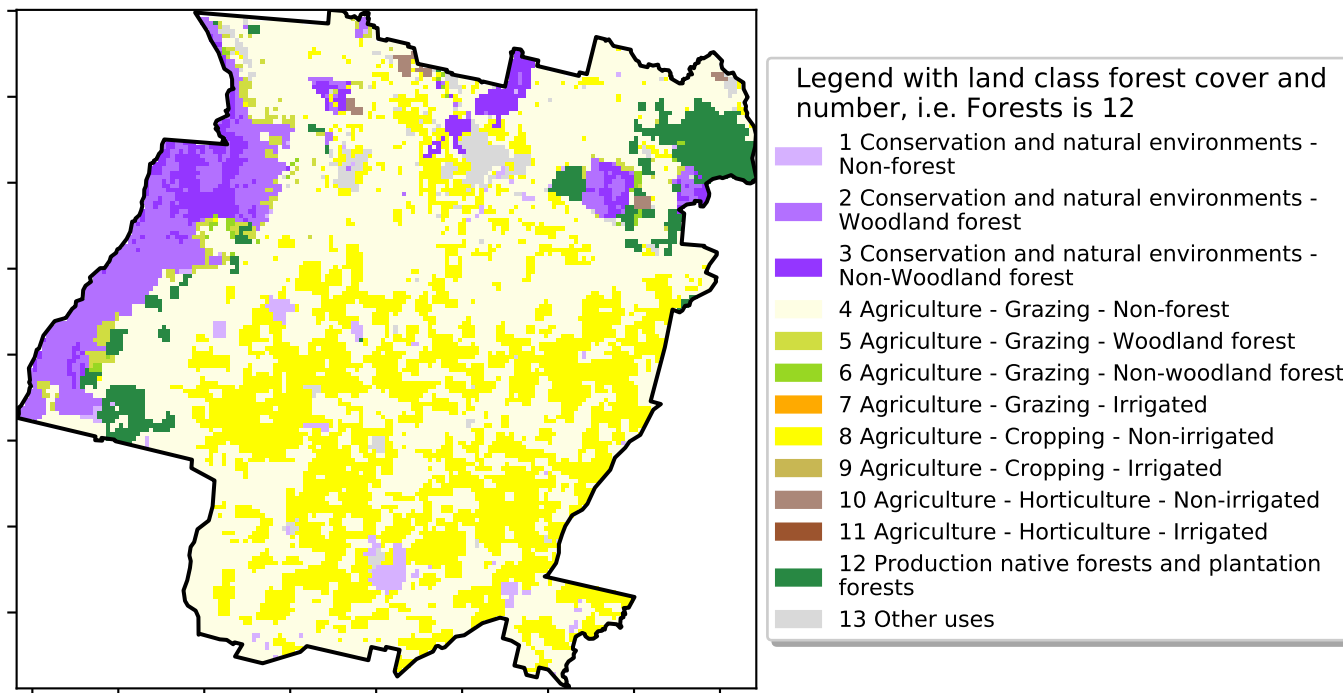 Legend with land class forest cover and
number, i.e. Forests is 12
1 Conservation and natural environments -
Non-forest
2 Conservation and natural environments -
Woodland forest
3 Conservation and natural environments -
Non-Woodland forest
4 Agriculture - Grazing - Non-forest
5 Agriculture - Grazing - Woodland forest
6 Agriculture - Grazing - Non-woodland forest
7 Agriculture - Grazing - Irrigated
8 Agriculture - Cropping - Non-irrigated
9 Agriculture - Cropping - Irrigated
10 Agriculture - Horticulture - Non-irrigated
11 Agriculture - Horticulture - Irrigated
12 Production native forests and plantation
forests
13 Other uses